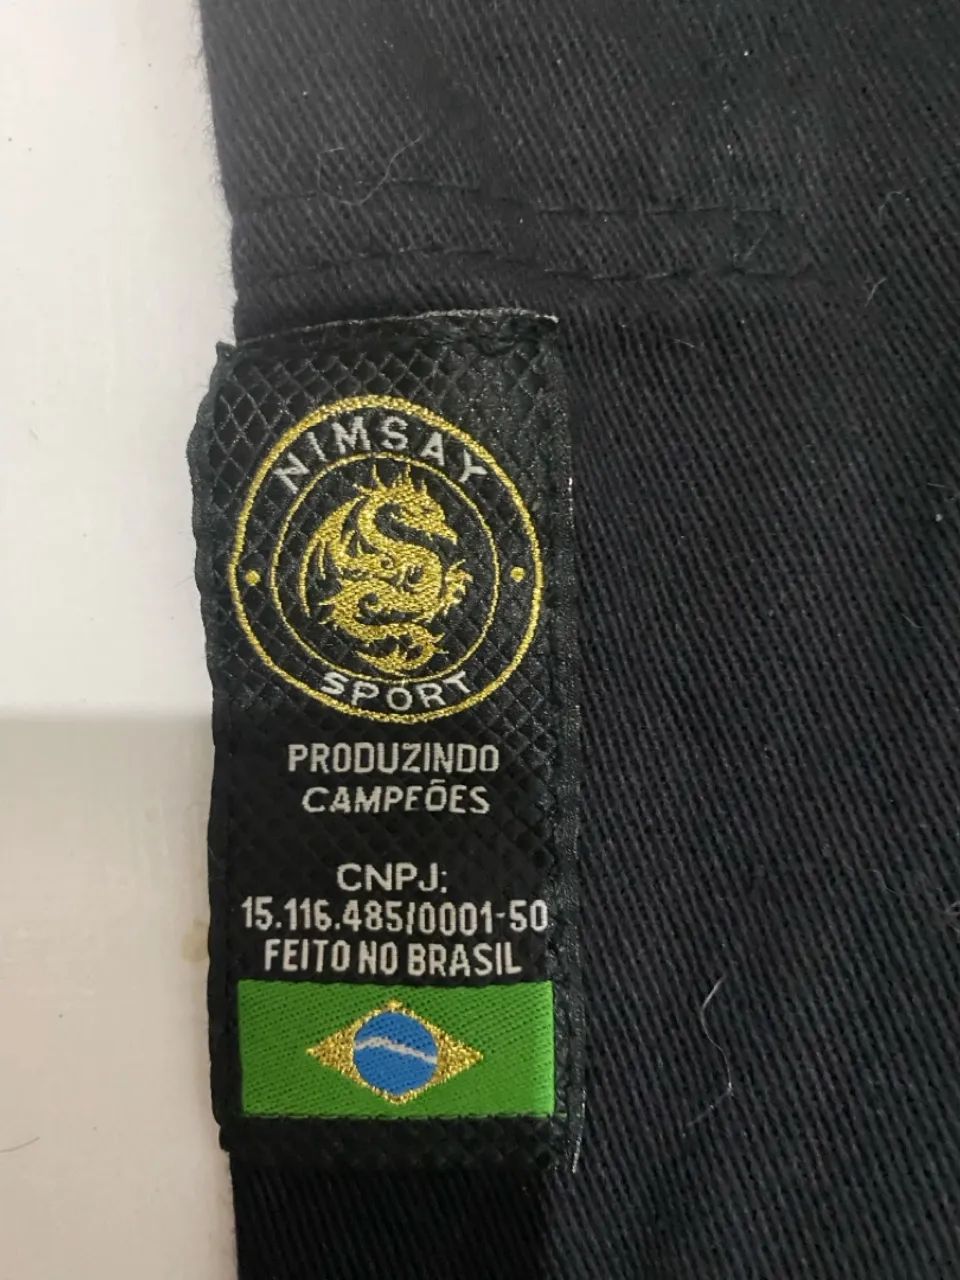 NIMSAY
SPORT
PRODUZINDO
CAMPEÕES
CNPJ:
15.116.485/0001-50
FEITO NO BRASIL